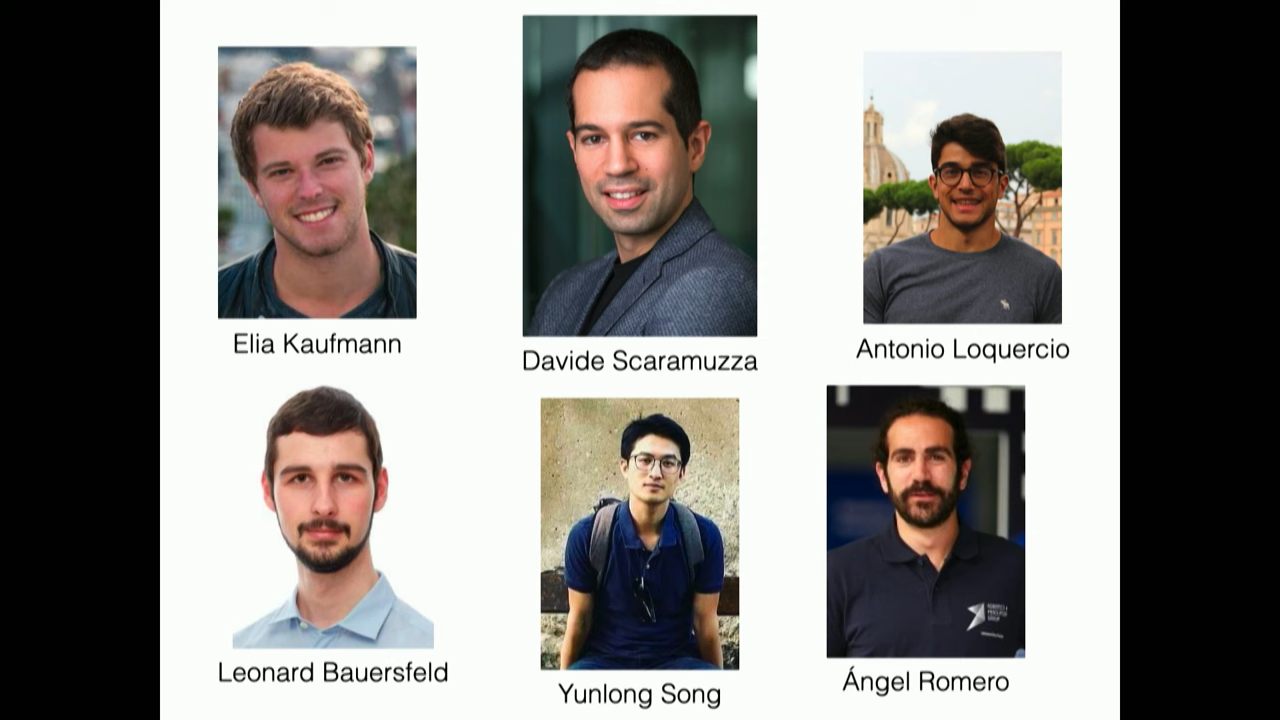 Elia Kaufmann
Davide Scaramuzza
Antonio Loquercio
Leonard Bauersfeld
Yunlong Song
Ángel Romero